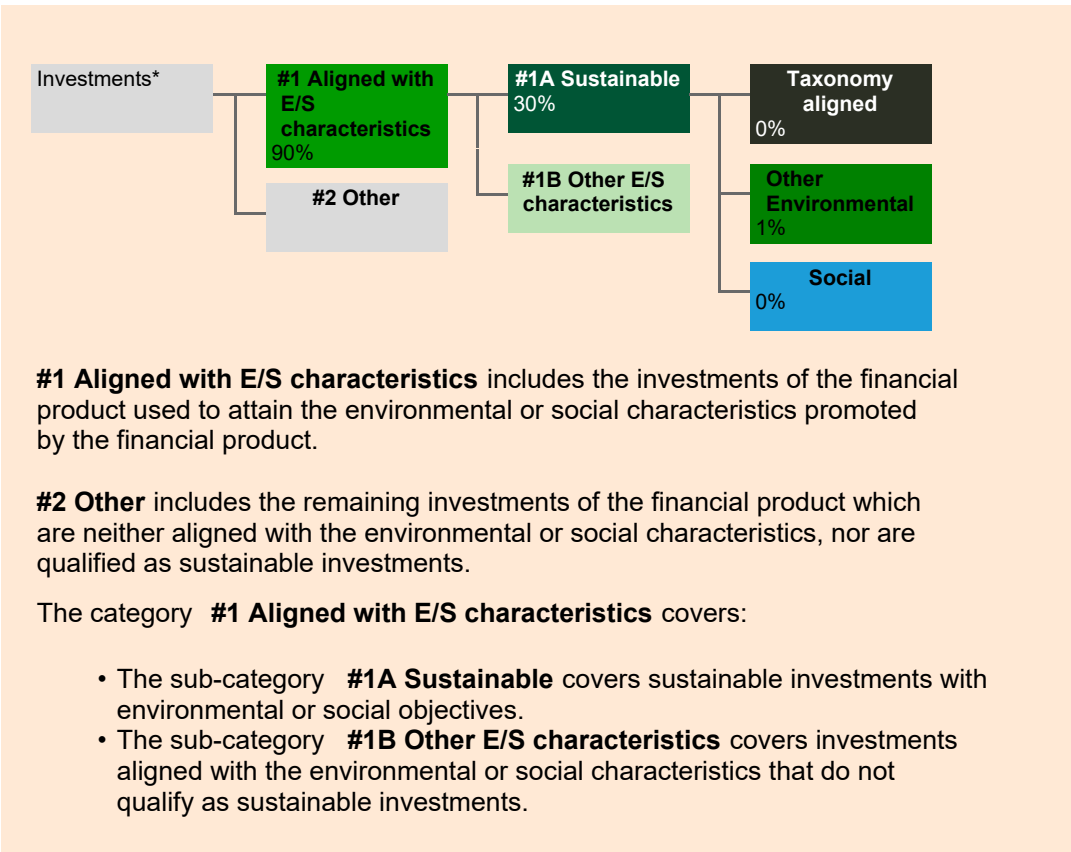 Investments*
#1 Aligned with
E/S
characteristics
90%
#2 Other
#1A Sustainable
30%
#1B Other E/S
characteristics
Taxonomy
aligned
0%
Other
Environmental
1%
Social
0%
#1 Aligned with E/S characteristics includes the investments of the financial
product used to attain the environmental or social characteristics promoted
by the financial product.
#2 Other includes the remaining investments of the financial product which
are neither aligned with the environmental or social characteristics, nor are
qualified as sustainable investments.
The category #1 Aligned with E/S characteristics covers:
• The sub-category #1A Sustainable covers sustainable investments with
environmental or social objectives.
• The sub-category #1B Other E/S characteristics covers investments
aligned with the environmental or social characteristics that do not
qualify as sustainable investments.